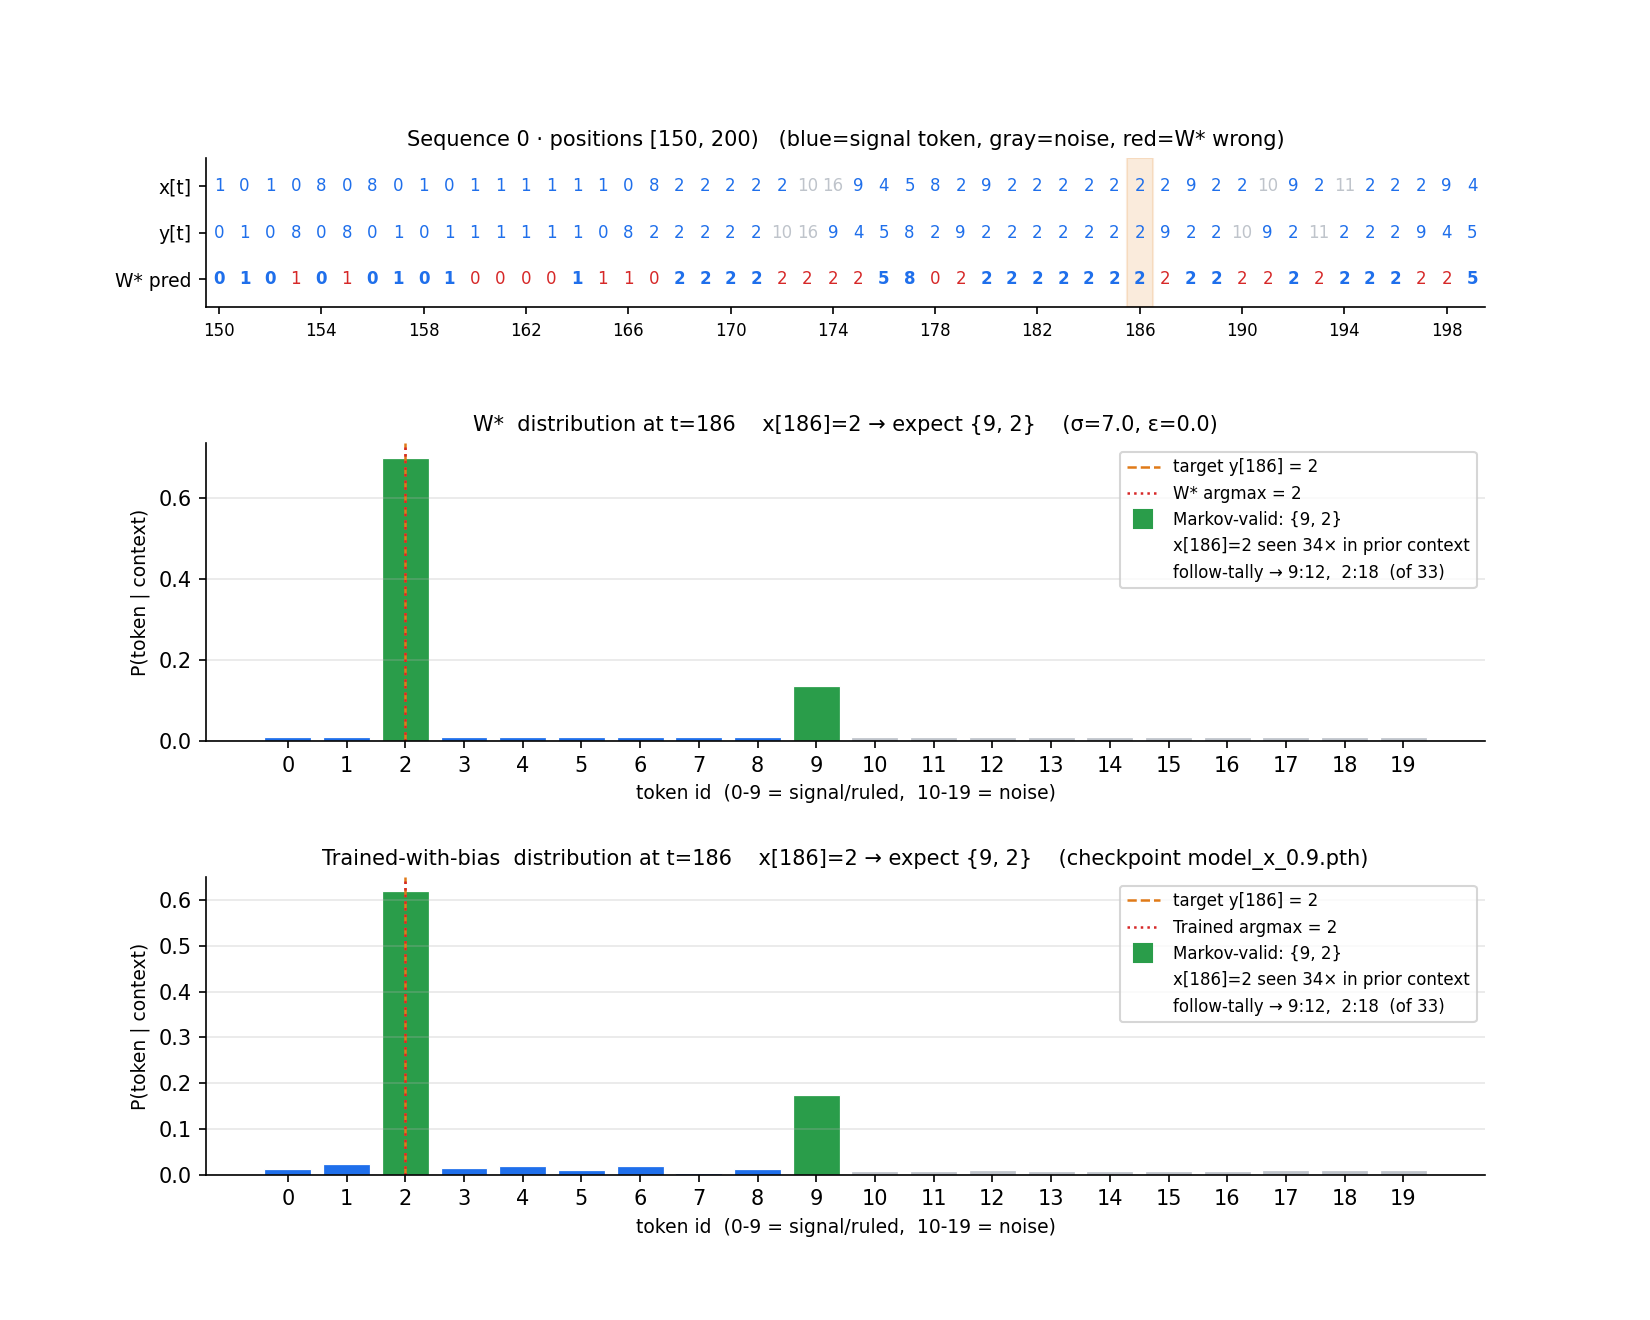 Sequence 0 · positions [150, 200)   (blue=signal token, gray=noise, red=W* wrong)
x[t] 1 0 1 0 8 0 8 0 1 0 1 1 1 1 1 1 0 8 2 2 2 2 2 10 16 9 4 5 8 2 9 2 2 2 2 2 2 2 9 2 2 10 9 2 11 2 2 2 9 4
y[t] 0 1 0 8 0 8 0 1 0 1 1 1 1 1 1 0 8 2 2 2 2 2 10 16 9 4 5 8 2 9 2 2 2 2 2 2 2 9 2 2 10 9 2 11 2 2 2 9 4 5
W* pred 0 1 0 1 0 1 0 1 0 1 0 0 0 0 1 1 1 0 2 2 2 2 2 2 2 2 5 8 0 2 2 2 2 2 2 2 2 2 2 2 2 2 2 2 2 2 2 2 2 5
150 154 158 162 166 170 174 178 182 186 190 194 198
W*  distribution at t=186    x[186]=2 → expect {9, 2}    (σ=7.0, ε=0.0)
P(token | context)
0.6
0.4
0.2
0.0
target y[186] = 2
W* argmax = 2
Markov-valid: {9, 2}
x[186]=2 seen 34× in prior context
follow-tally → 9:12,  2:18  (of 33)
0 1 2 3 4 5 6 7 8 9 10 11 12 13 14 15 16 17 18 19
token id  (0-9 = signal/ruled,  10-19 = noise)
Trained-with-bias  distribution at t=186    x[186]=2 → expect {9, 2}    (checkpoint model_x_0.9.pth)
P(token | context)
0.6
0.5
0.4
0.3
0.2
0.1
0.0
target y[186] = 2
Trained argmax = 2
Markov-valid: {9, 2}
x[186]=2 seen 34× in prior context
follow-tally → 9:12,  2:18  (of 33)
0 1 2 3 4 5 6 7 8 9 10 11 12 13 14 15 16 17 18 19
token id  (0-9 = signal/ruled,  10-19 = noise)